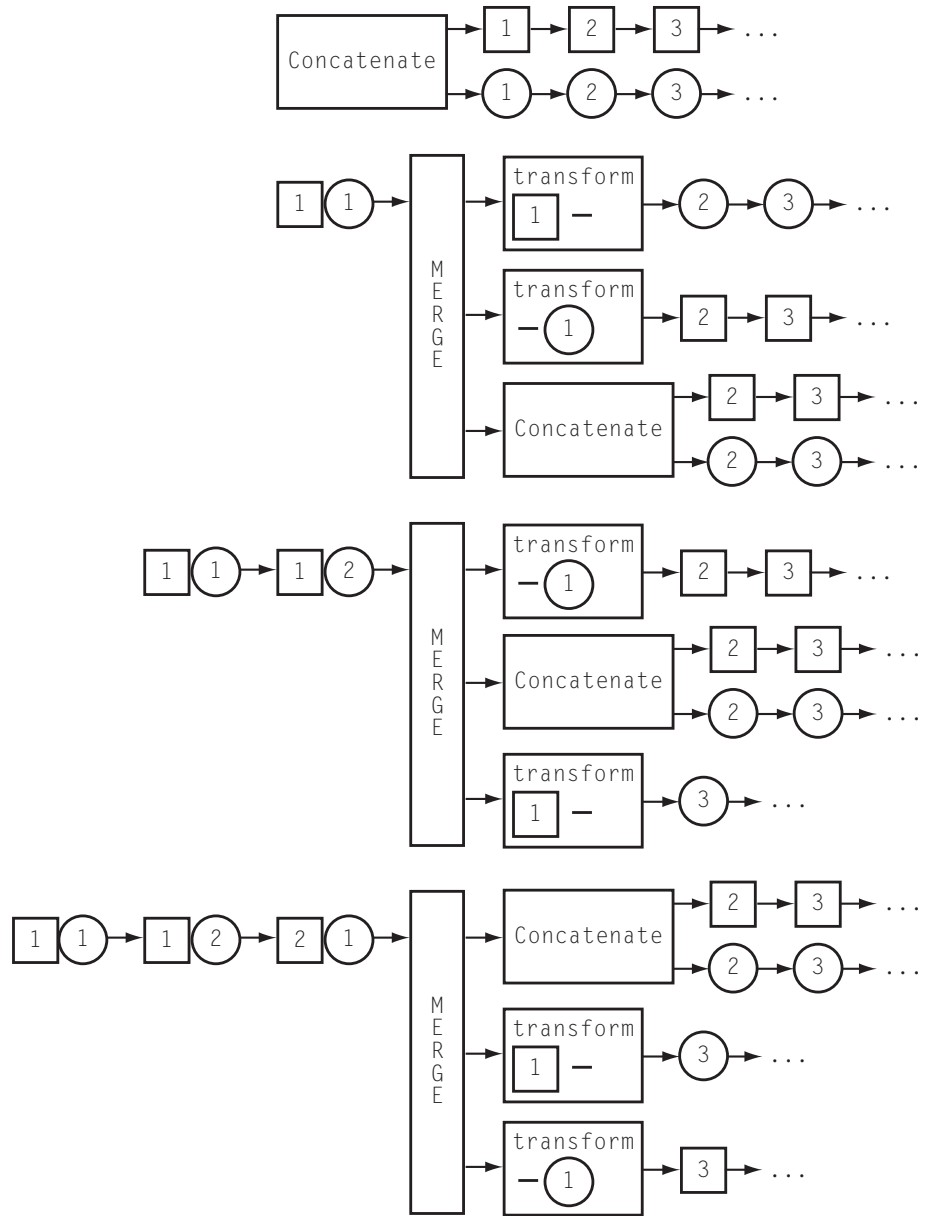 1 2 3 ...
Concatenate
1 2 3 ...
1 1
MERGE
transform
1 –
2 3 ...
transform
– 1
2 3 ...
Concatenate
2 3 ...
2 3 ...
1 1 1 2
MERGE
transform
– 1
2 3 ...
Concatenate
2 3 ...
2 3 ...
transform
1 –
3 ...
1 1 1 2 2 1
MERGE
Concatenate
2 3 ...
2 3 ...
transform
1 –
3 ...
transform
– 1
3 ...